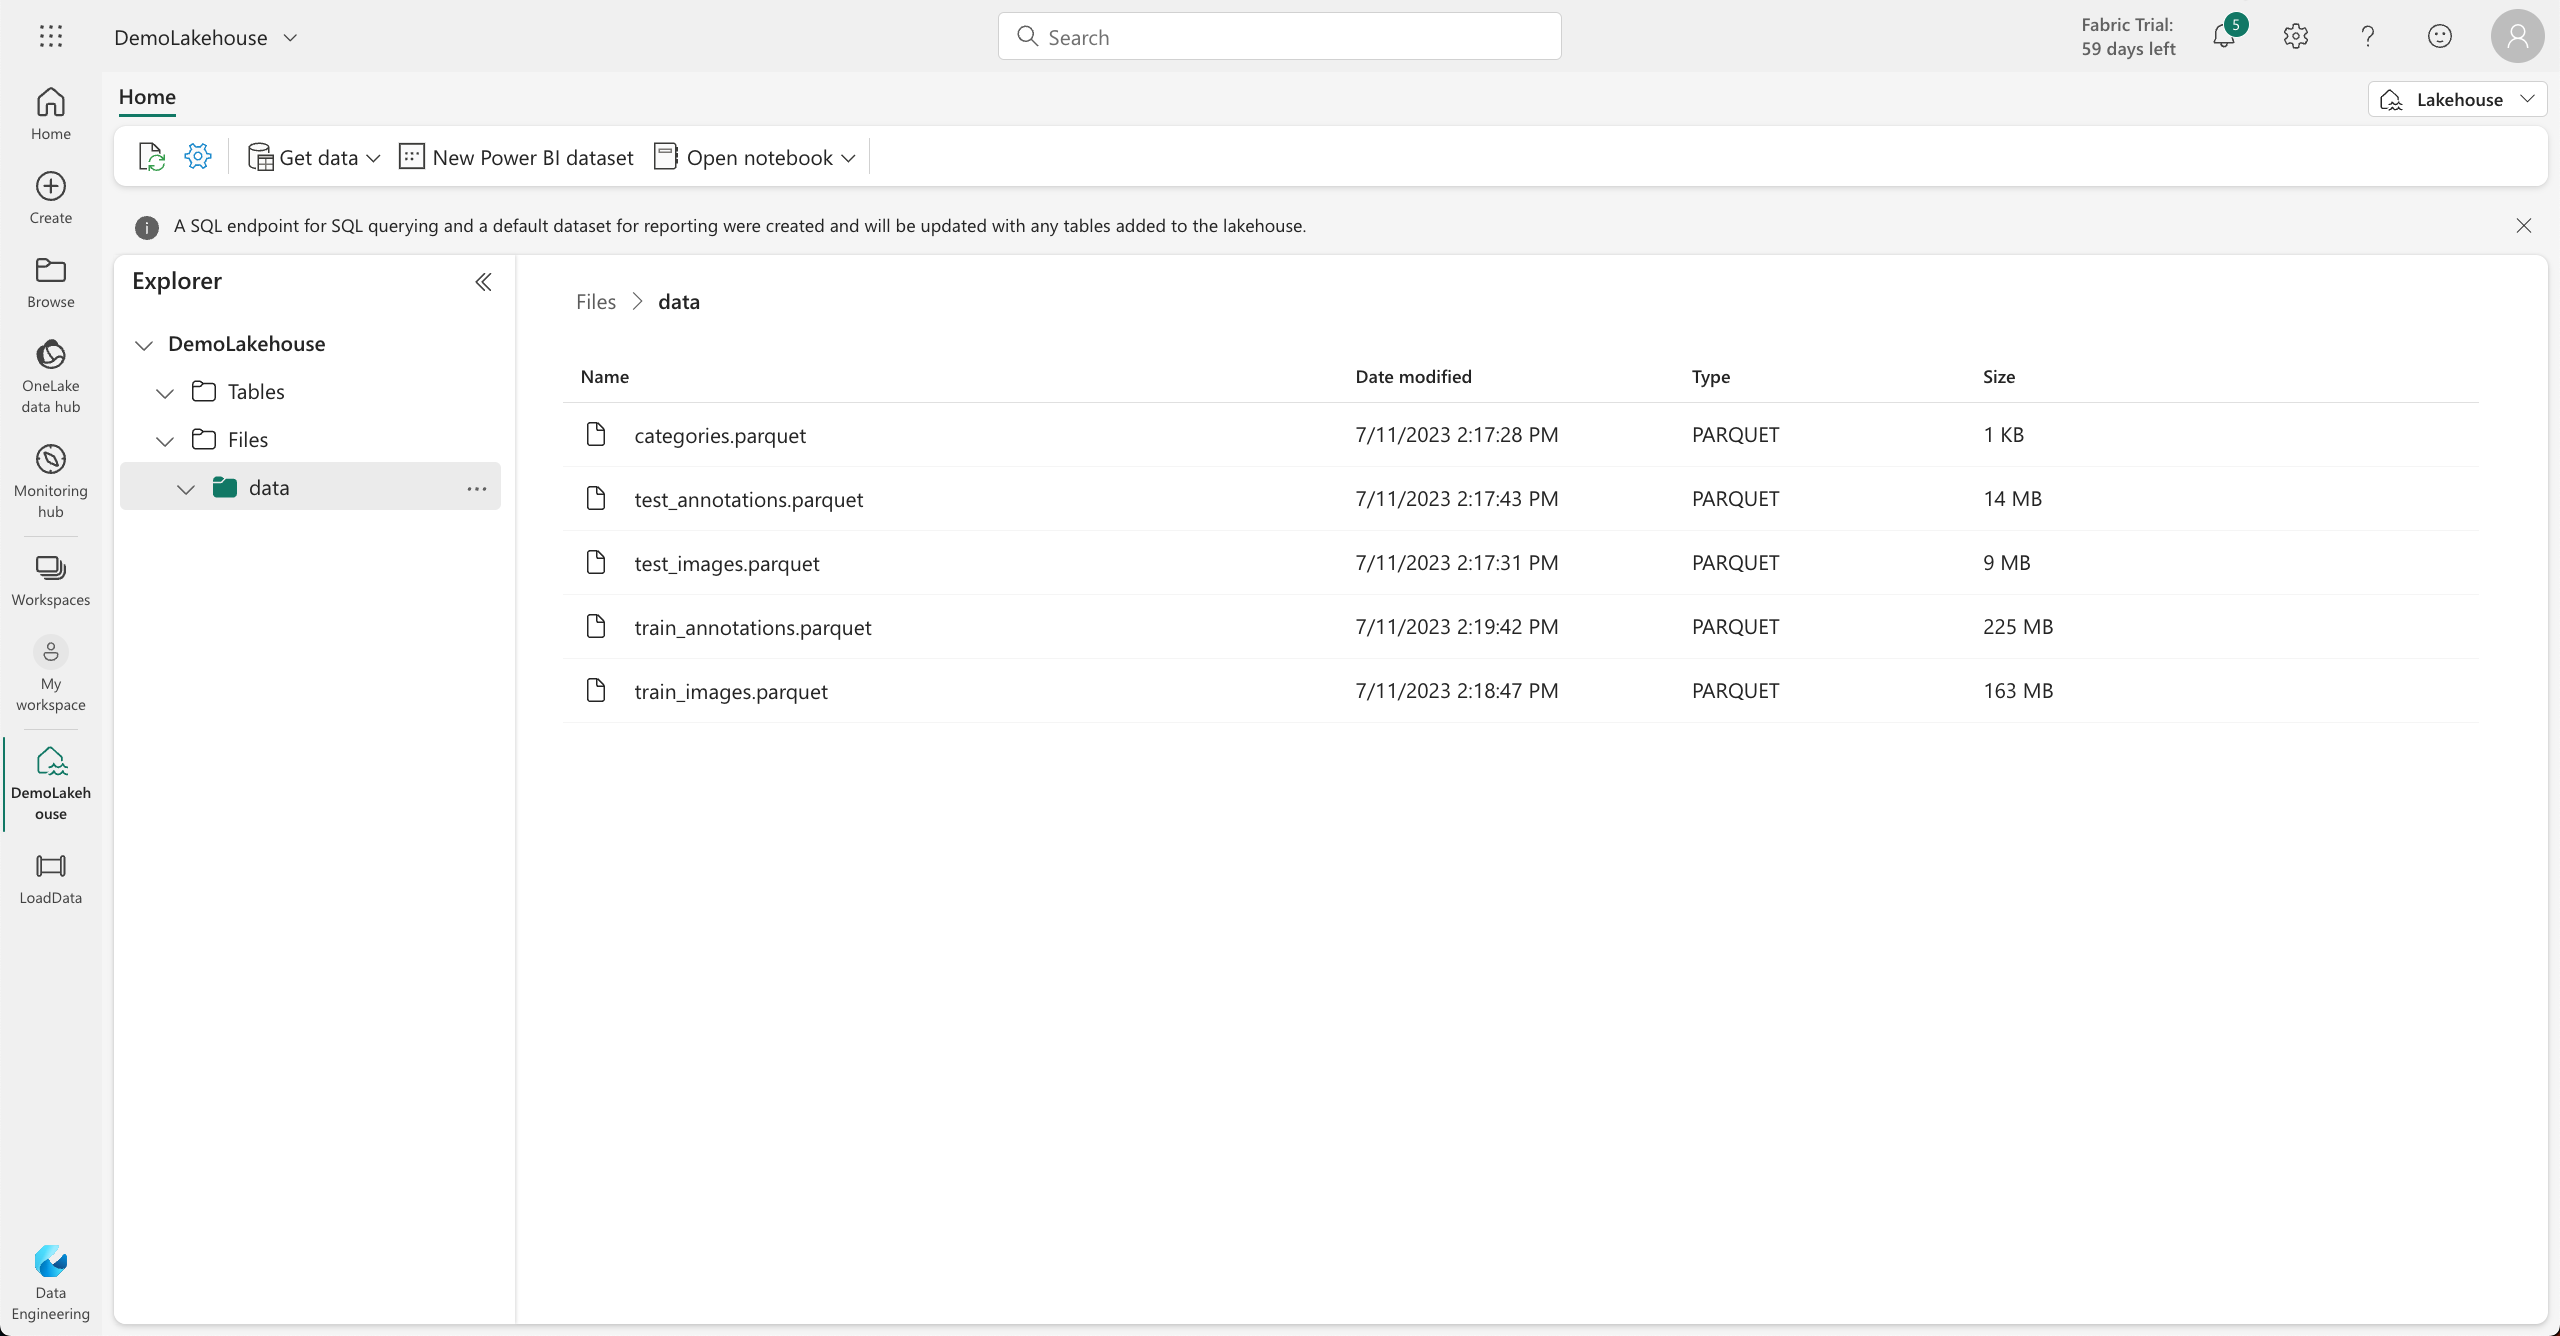 DemoLakehouse
Search
Fabric Trial:
59 days left
5
Home
Create
Browse
OneLake
data hub
Monitoring
hub
Workspaces
My
workspace
DemoLakeh
ouse
LoadData
Data
Engineering
Home
Lakehouse
Get data
New Power BI dataset
Open notebook
A SQL endpoint for SQL querying and a default dataset for reporting were created and will be updated with any tables added to the lakehouse.
Explorer
DemoLakehouse
Tables
Files
data
Files > data
Name Date modified Type Size
categories.parquet 7/11/2023 2:17:28 PM PARQUET 1 KB
test_annotations.parquet 7/11/2023 2:17:43 PM PARQUET 14 MB
test_images.parquet 7/11/2023 2:17:31 PM PARQUET 9 MB
train_annotations.parquet 7/11/2023 2:19:42 PM PARQUET 225 MB
train_images.parquet 7/11/2023 2:18:47 PM PARQUET 163 MB